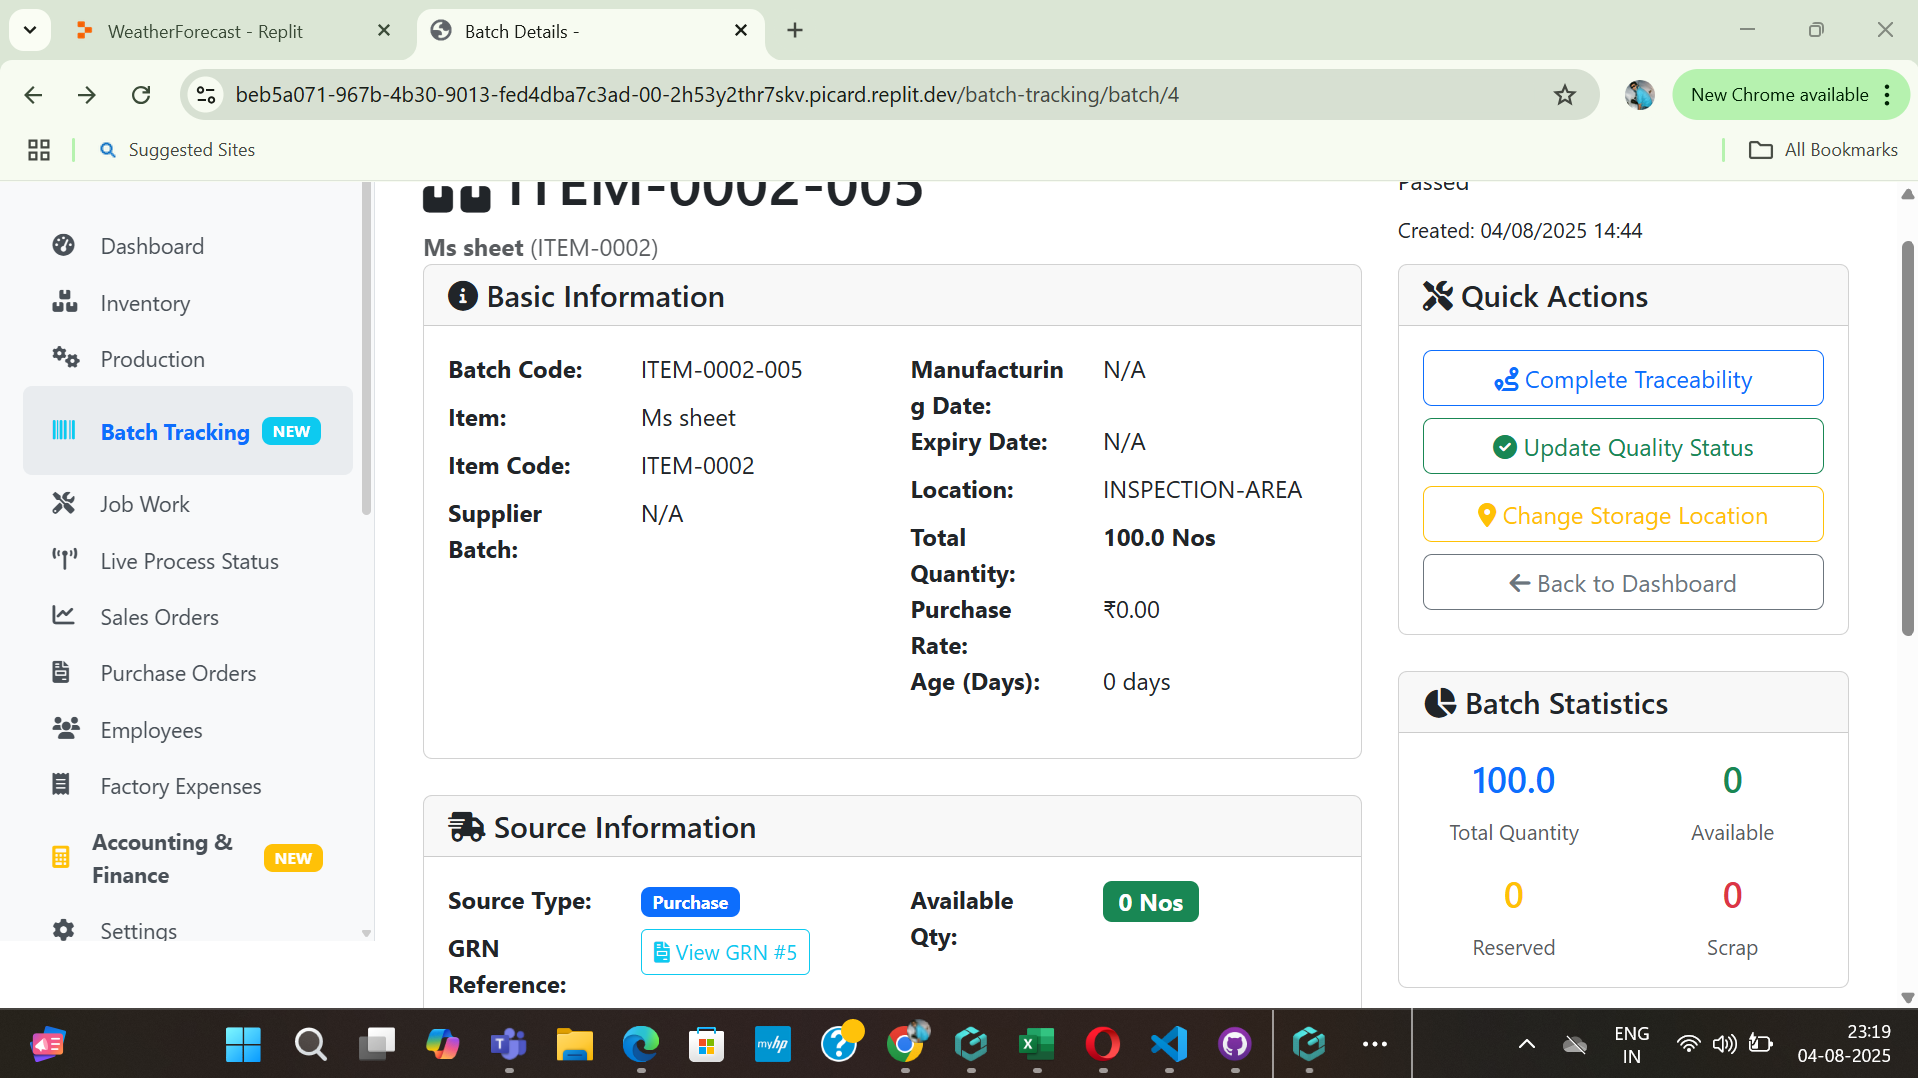 WeatherForecast - Replit
Batch Details -
beb5a071-967b-4b30-9013-fed4dba7c3ad-00-2h53y2thr7skv.picard.replit.dev/batch-tracking/batch/4
New Chrome available
Suggested Sites
All Bookmarks
Dashboard
Inventory
Production
Batch Tracking NEW
Job Work
Live Process Status
Sales Orders
Purchase Orders
Employees
Factory Expenses
Accounting &
Finance
NEW
Settings
ITEM-0002-005
Ms sheet (ITEM-0002)
Basic Information
Batch Code: ITEM-0002-005
Item: Ms sheet
Item Code: ITEM-0002
Supplier
Batch:
N/A
Manufacturin
g Date:
N/A
Expiry Date: N/A
Location: INSPECTION-AREA
Total
Quantity:
100.0 Nos
Purchase
Rate:
₹0.00
Age (Days): 0 days
Source Information
Source Type: Purchase
GRN
Reference:
View GRN #5
Available
Qty:
0 Nos
Passed
Created: 04/08/2025 14:44
Quick Actions
Complete Traceability
Update Quality Status
Change Storage Location
Back to Dashboard
Batch Statistics
100.0
Total Quantity
0
Available
0
Reserved
0
Scrap
myhp
ENG
IN
23:19
04-08-2025